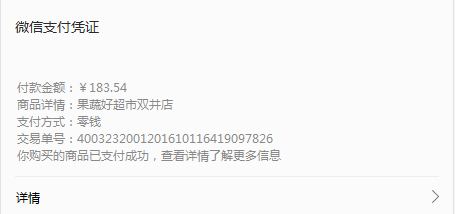 微信支付凭证
付款金额：￥183.54
商品详情：果蔬好超市双井店
支付方式：零钱
交易单号：4003232001201610116419097826
你购买的商品已支付成功，查看详情了解更多信息
详情